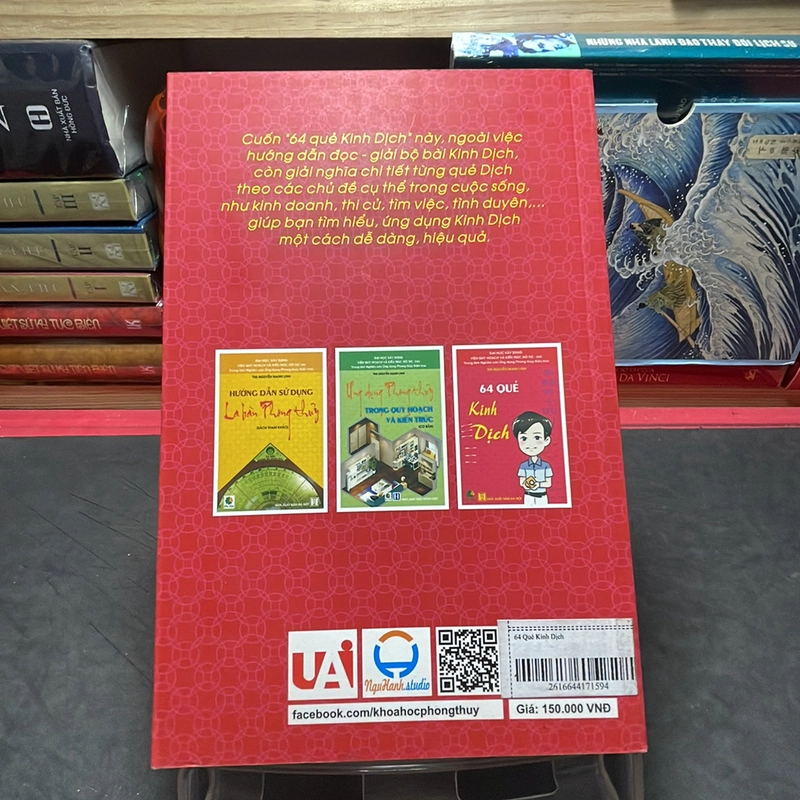 NHỮNG NHÀ LÃNH ĐẠO THAY ĐỔI LỊCH SỬ
NHÀ XUẤT BẢN
HỒNG ĐỨC
TẬP III
II
I
DA VINCI
Cuốn "64 quẻ Kinh Dịch" này, ngoài việc
hướng dẫn đọc - giải bộ bài Kinh Dịch,
còn giải nghĩa chi tiết từng quẻ Dịch
theo các chủ đề cụ thể trong cuộc sống,
như kinh doanh, thi cử, tìm việc, tình duyên,...
giúp bạn tìm hiểu, ứng dụng Kinh Dịch
một cách dễ dàng, hiệu quả.
HƯỚNG DẪN SỬ DỤNG
La bàn Phong thủy
Ứng dụng Phong thủy
TRONG QUY HOẠCH
VÀ KIẾN TRÚC
64 QUẺ
Kinh
Dịch
UAI
NguHanh.studio
64 Quẻ Kinh Dịch
2616644171594
facebook.com/khoahocphongthuy
Giá: 150.000 VNĐ